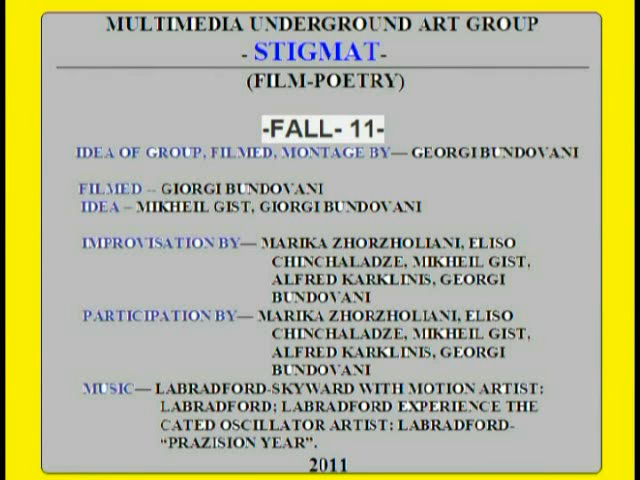 MULTIMEDIA UNDERGROUND ART GROUP
- STIGMAT-
(FILM-POETRY)
-FALL- 11-
IDEA OF GROUP, FILMED, MONTAGE BY— GEORGI BUNDOVANI
FILMED – GIORGI BUNDOVANI
IDEA – MIKHEIL GIST, GIORGI BUNDOVANI
IMPROVISATION BY— MARIKA ZHORZHOLIANI, ELISO
CHINCHALADZE, MIKHEIL GIST,
ALFRED KARKLINIS, GEORGI
BUNDOVANI
PARTICIPATION BY— MARIKA ZHORZHOLIANI, ELISO
CHINCHALADZE, MIKHEIL GIST,
ALFRED KARKLINIS, GEORGI
BUNDOVANI
MUSIC— LABRADFORD-SKYWARD WITH MOTION ARTIST:
LABRADFORD; LABRADFORD EXPERIENCE THE
CATED OSCILLATOR ARTIST: LABRADFORD-
“PRAZISION YEAR”.
2011